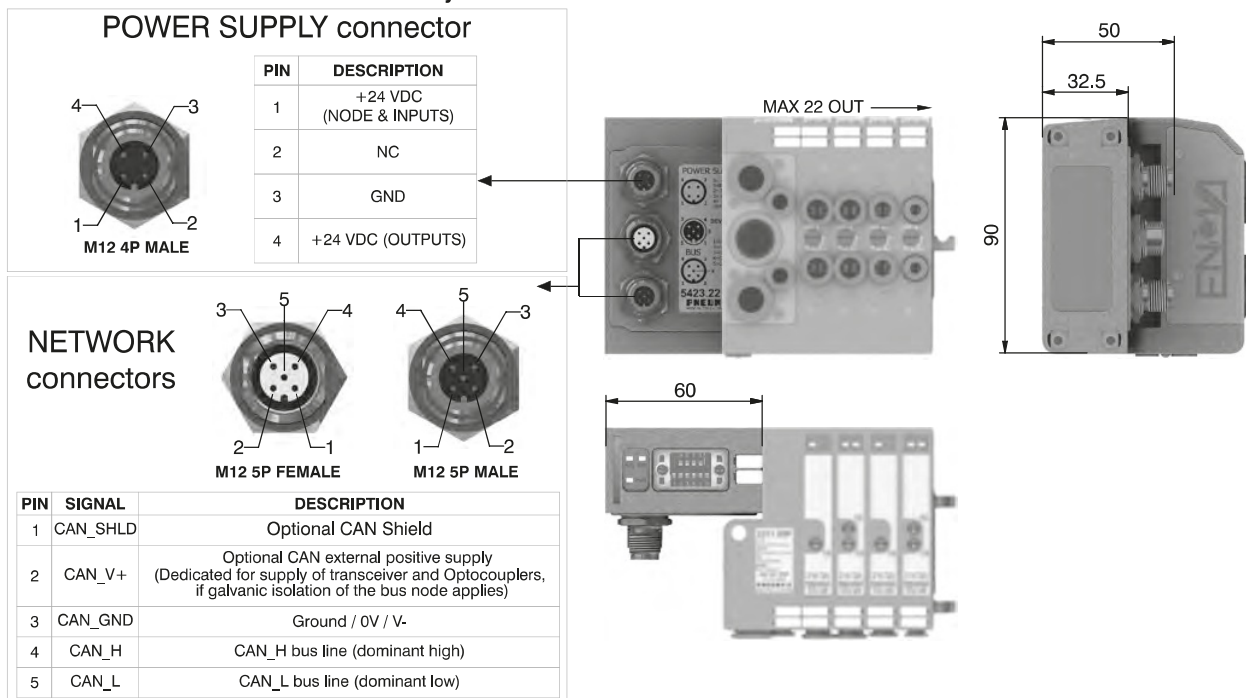 POWER SUPPLY connector
PIN DESCRIPTION
1 +24 VDC
(NODE & INPUTS)
2 NC
3 GND
4 +24 VDC (OUTPUTS)
4 3
1 2
M12 4P MALE
NETWORK
connectors
5
3 4
2 1
M12 5P FEMALE
5
4 3
1 2
M12 5P MALE
PIN SIGNAL DESCRIPTION
1 CAN_SHLD Optional CAN Shield
2 CAN_V+ Optional CAN external positive supply
(Dedicated for supply of transceiver and Optocouplers,
if galvanic isolation of the bus node applies)
3 CAN_GND Ground / 0V / V-
4 CAN_H CAN_H bus line (dominant high)
5 CAN_L CAN_L bus line (dominant low)
MAX 22 OUT
POWER
BUS
5423.22
50
32.5
90
60